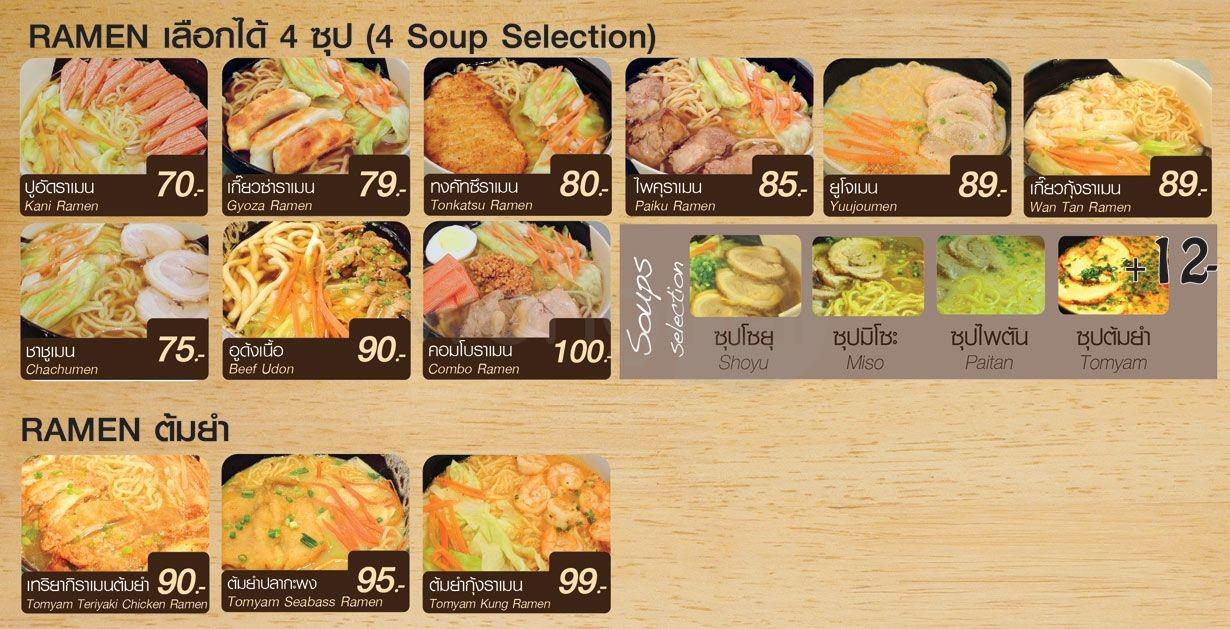 RAMEN เลือกได้ 4 ซุป (4 Soup Selection)
ปูอัดราเมน 70.-
Kani Ramen
เกี๊ยวซ่าราเมน 79.-
Gyoza Ramen
ทงคัทซึราเมน 80.-
Tonkatsu Ramen
ไพคุราเมน 85.-
Paiku Ramen
ยูโจเมน 89.-
Yuujoumen
เกี๊ยวกุ้งราเมน 89.-
Wan Tan Ramen
ชาชูเมน 75.-
Chachumen
อูด้งเนื้อ 90.-
Beef Udon
คอมโบราเมน 100.-
Combo Ramen
Soups
selection
ซุปโชยุ
Shoyu
ซุปมิโซะ
Miso
ซุปไพตัน
Paitan
+12-
ซุปต้มยำ
Tomyam
RAMEN ต้มยำ
เทริยากิราเมนต้มยำ 90.-
Tomyam Teriyaki Chicken Ramen
ต้มยำปลากะพง 95.-
Tomyam Seabass Ramen
ต้มยำกุ้งราเมน 99.-
Tomyam Kung Ramen